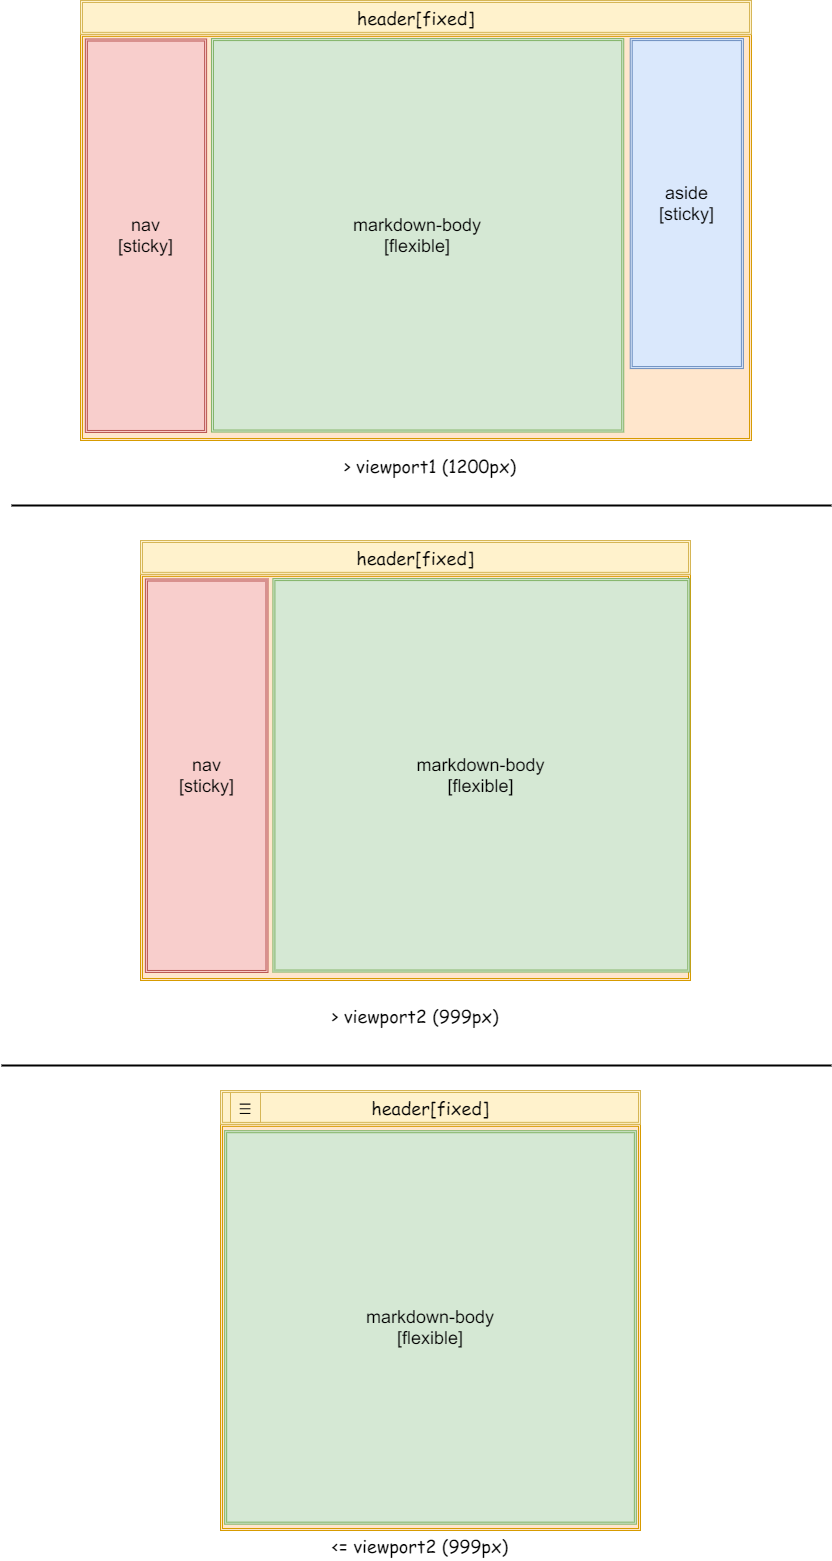 header[fixed]
nav
[sticky]
markdown-body
[flexible]
aside
[sticky]
> viewport1 (1200px)
header[fixed]
nav
[sticky]
markdown-body
[flexible]
> viewport2 (999px)
☰
header[fixed]
markdown-body
[flexible]
<= viewport2 (999px)